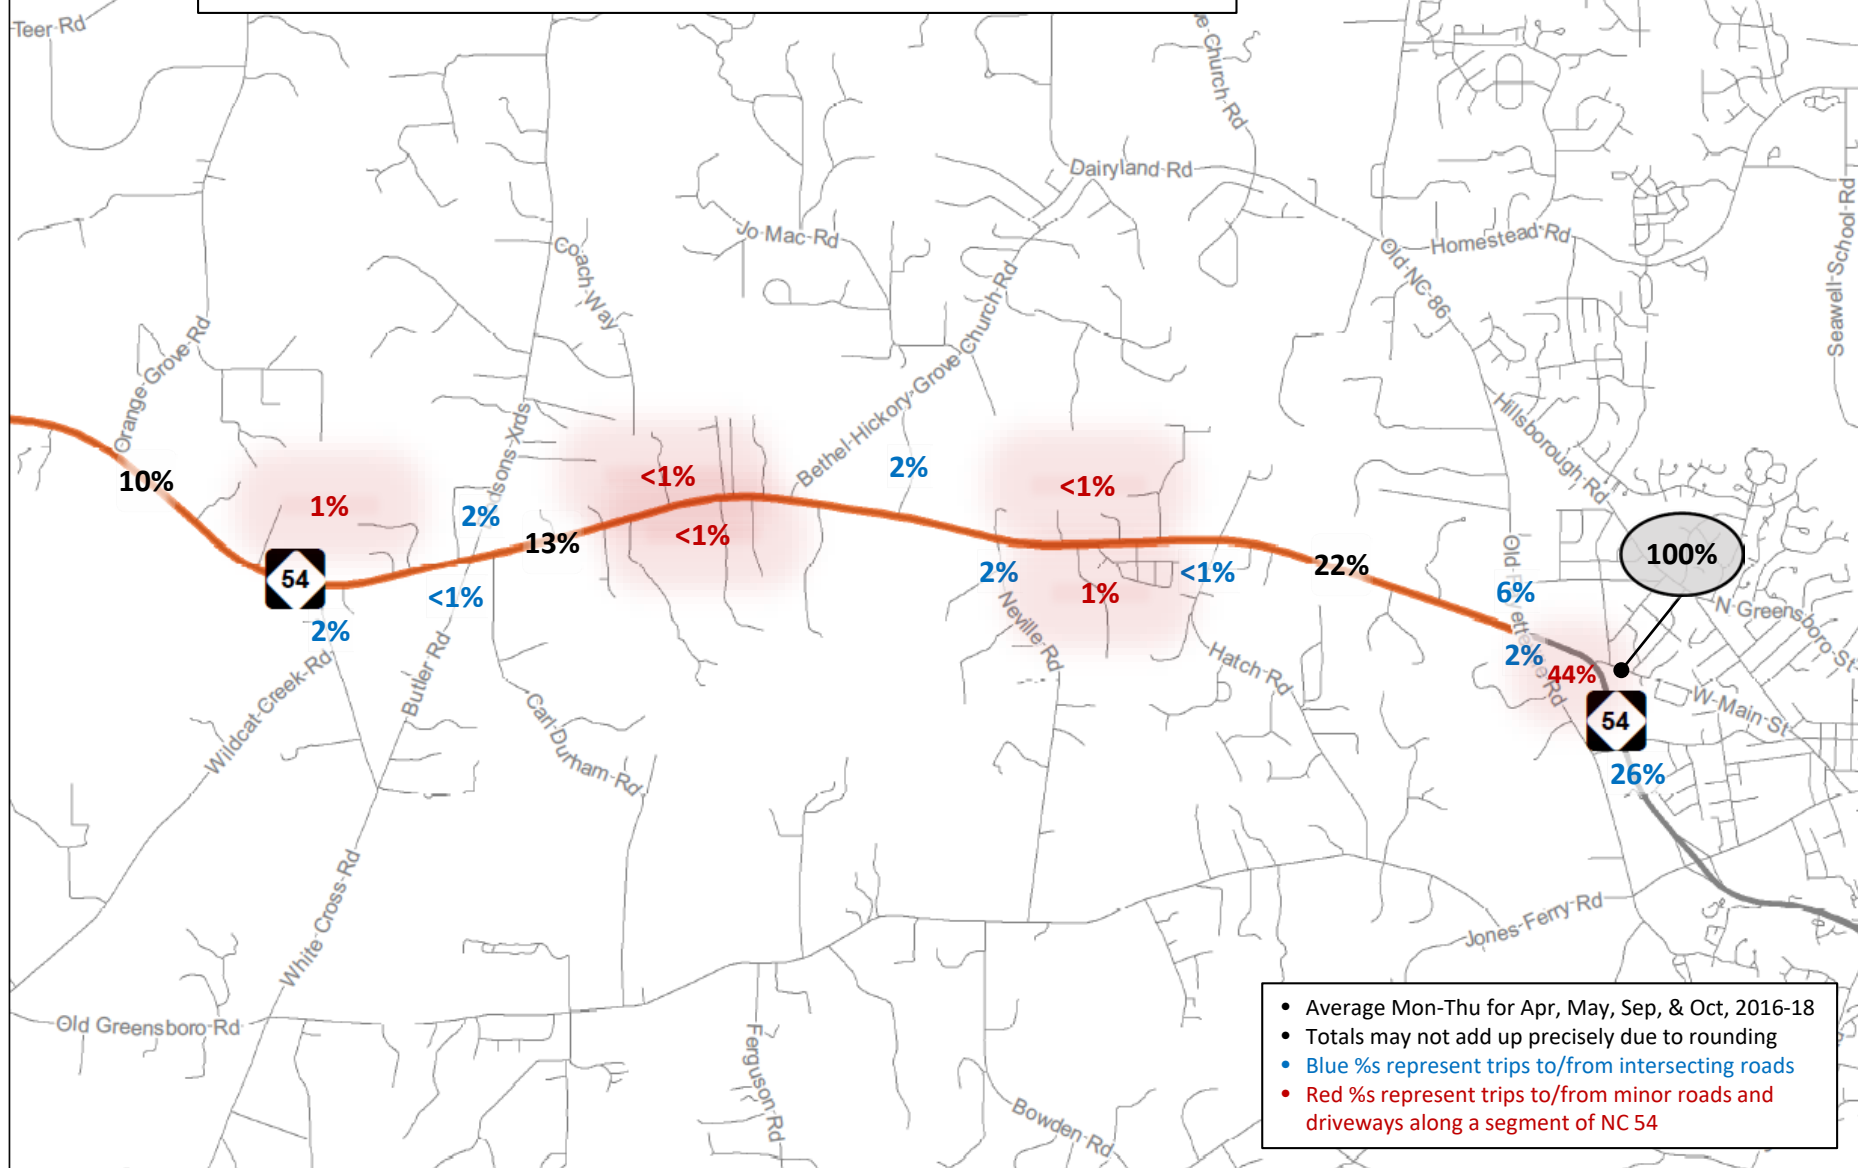 Teer Rd
e Church Rd
Dairyland Rd
Jo Mac Rd
Homestead Rd
Seawell School Rd
Coach Way
Old NC 86
Orange Grove Rd
Bethel Hickory Grove Church Rd
Hillsborough Rd
dsons Xrds
10%
1%
2%
13%
<1%
<1%
2%
<1%
54
<1%
2%
2%
1%
<1%
22%
6%
2%
44%
100%
Old
ette
e Rd
N Greensboro St
W Main St
54
26%
Neville Rd
Hatch Rd
Wildcat Creek Rd
Butler Rd
Carl Durham Rd
White Cross Rd
Jones Ferry Rd
Old Greensboro Rd
Ferguson Rd
Bowden Rd
• Average Mon-Thu for Apr, May, Sep, & Oct, 2016-18
• Totals may not add up precisely due to rounding
• Blue %s represent trips to/from intersecting roads
• Red %s represent trips to/from minor roads and
driveways along a segment of NC 54